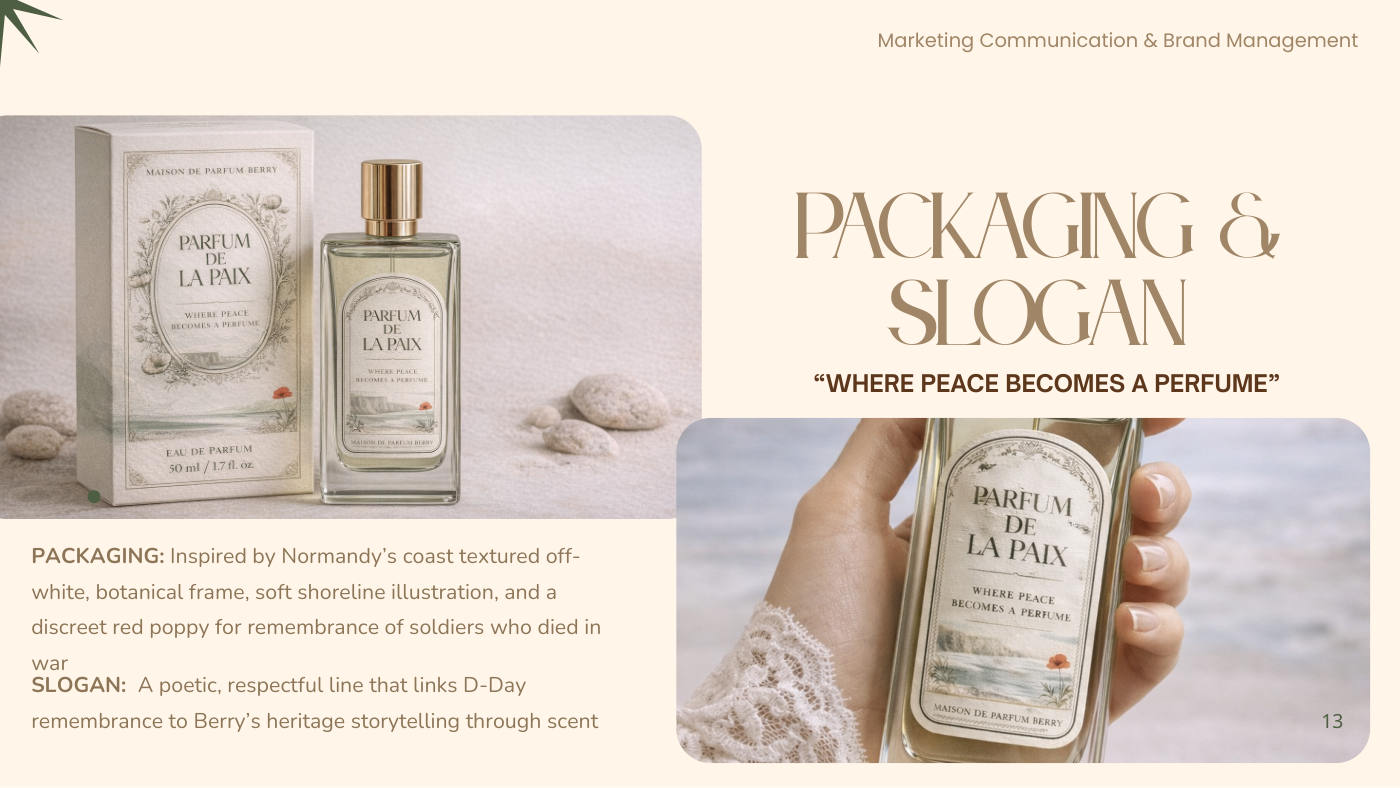 Marketing Communication & Brand Management
MAISON DE PARFUM BERRY
PARFUM
DE
LA PAIX
WHERE PEACE
BECOMES A PERFUME
EAU DE PARFUM
50 ml / 1.7 fl. oz.
PARFUM
DE
LA PAIX
WHERE PEACE
BECOMES A PERFUME
MAISON DE PARFUM BERRY
PACKAGING &
SLOGAN
“WHERE PEACE BECOMES A PERFUME”
PARFUM
DE
LA PAIX
WHERE PEACE
BECOMES A PERFUME
MAISON DE PARFUM BERRY
PACKAGING: Inspired by Normandy’s coast textured off-
white, botanical frame, soft shoreline illustration, and a
discreet red poppy for remembrance of soldiers who died in
war
SLOGAN: A poetic, respectful line that links D-Day
remembrance to Berry’s heritage storytelling through scent
13